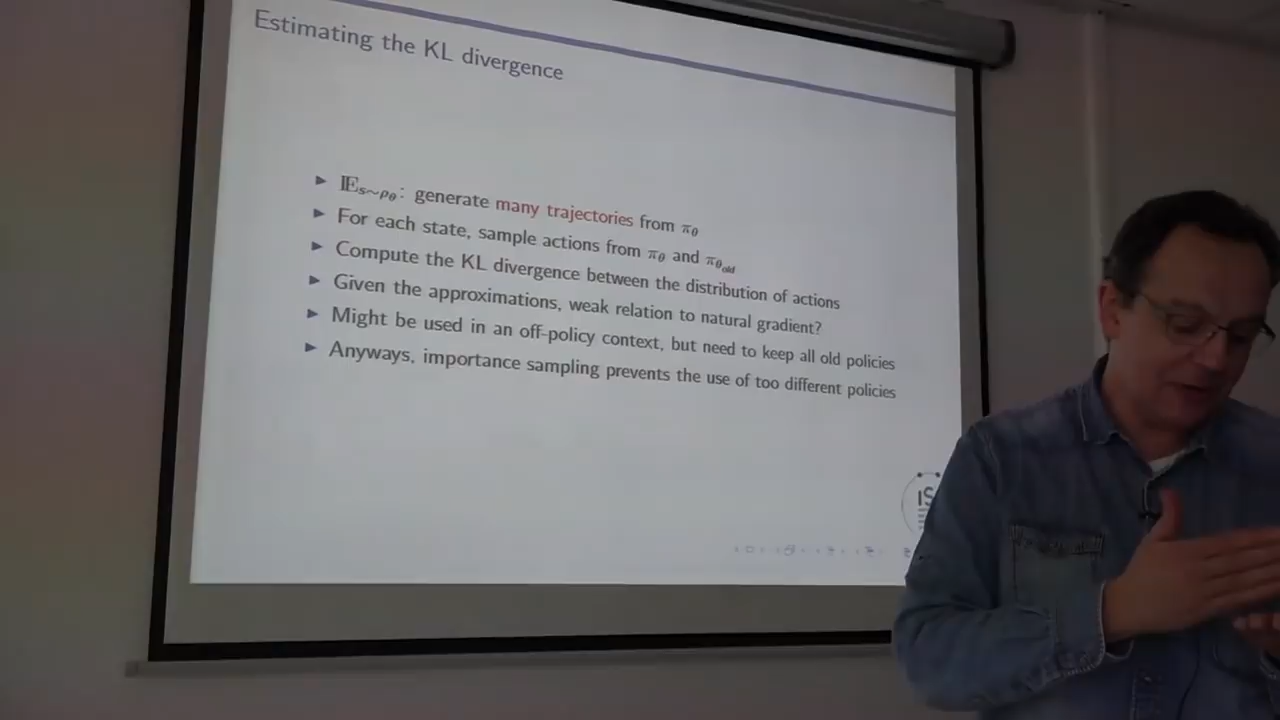 Estimating the KL divergence
► 𝔼ₛ∼ρ_θ: generate many trajectories from π_θ
► For each state, sample actions from π_θ and π_θ_old
► Compute the KL divergence between the distribution of actions
► Given the approximations, weak relation to natural gradient?
► Might be used in an off-policy context, but need to keep all old policies
► Anyways, importance sampling prevents the use of too different policies
IS